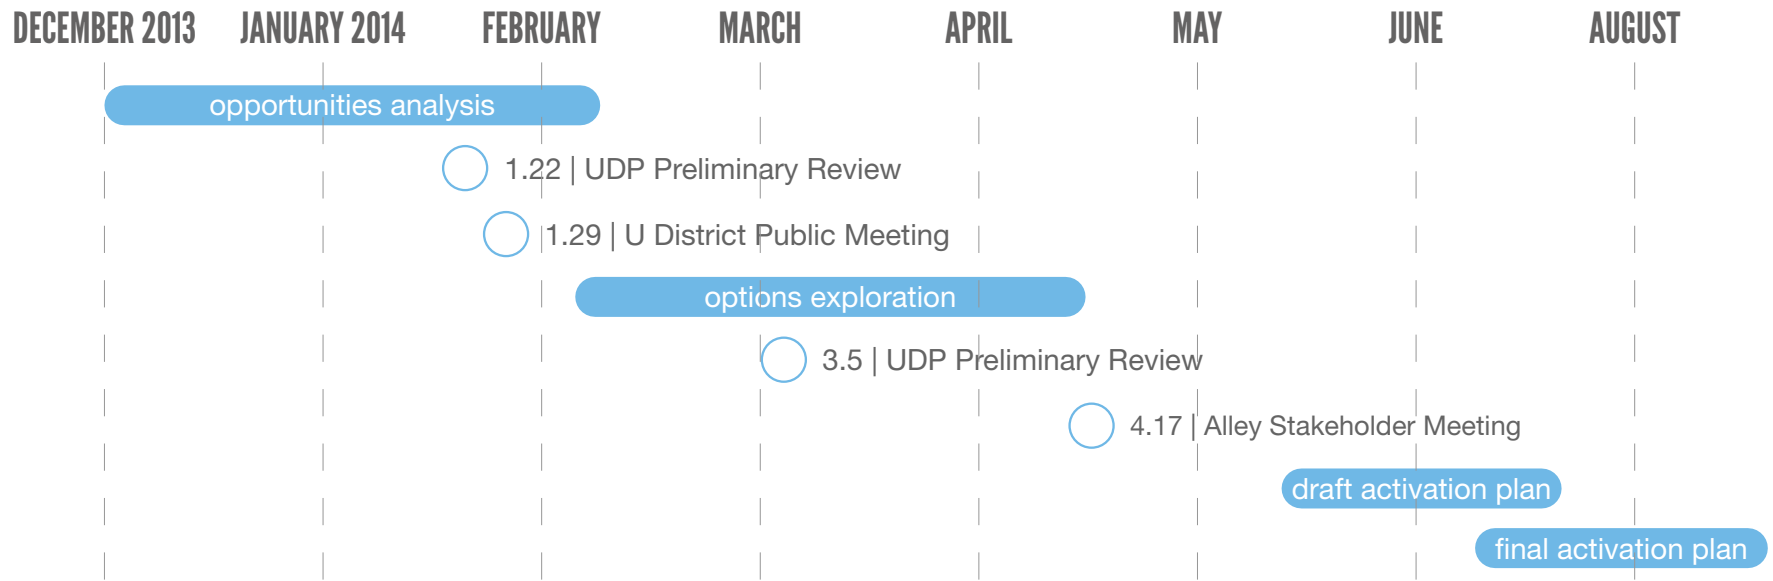 DECEMBER 2013 JANUARY 2014 FEBRUARY MARCH APRIL MAY JUNE AUGUST
opportunities analysis
1.22 | UDP Preliminary Review
1.29 | U District Public Meeting
options exploration
3.5 | UDP Preliminary Review
4.17 | Alley Stakeholder Meeting
draft activation plan
final activation plan